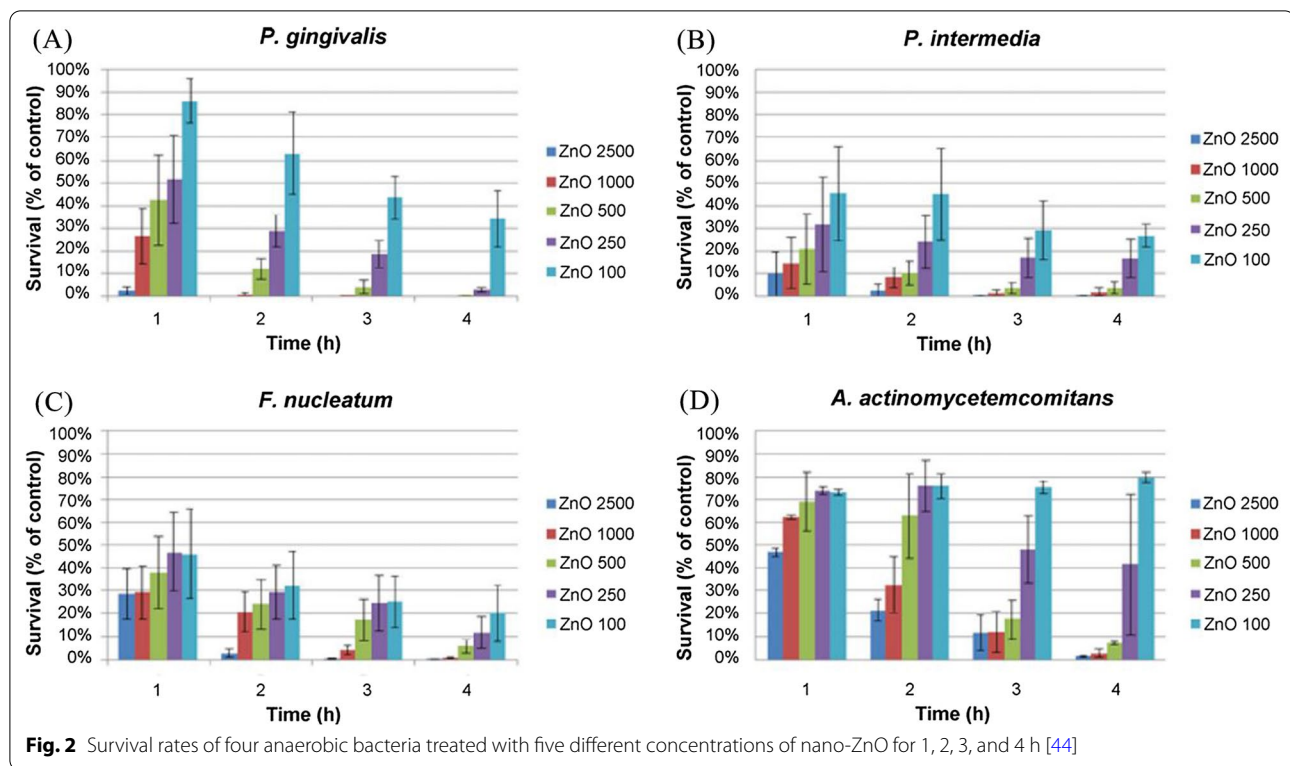 (A)
P. gingivalis
100%
90%
80%
70%
60%
50%
40%
30%
20%
10%
0%
Survival (% of control)
1 2 3 4
Time (h)
ZnO 2500
ZnO 1000
ZnO 500
ZnO 250
ZnO 100
(B)
P. intermedia
100%
90%
80%
70%
60%
50%
40%
30%
20%
10%
0%
Survival (% of control)
1 2 3 4
Time (h)
ZnO 2500
ZnO 1000
ZnO 500
ZnO 250
ZnO 100
(C)
F. nucleatum
100%
90%
80%
70%
60%
50%
40%
30%
20%
10%
0%
Survival (% of control)
1 2 3 4
Time (h)
ZnO 2500
ZnO 1000
ZnO 500
ZnO 250
ZnO 100
(D)
A. actinomycetemcomitans
100%
90%
80%
70%
60%
50%
40%
30%
20%
10%
0%
Survival (% of control)
1 2 3 4
Time (h)
ZnO 2500
ZnO 1000
ZnO 500
ZnO 250
ZnO 100
Fig. 2 Survival rates of four anaerobic bacteria treated with five different concentrations of nano-ZnO for 1, 2, 3, and 4 h [44]